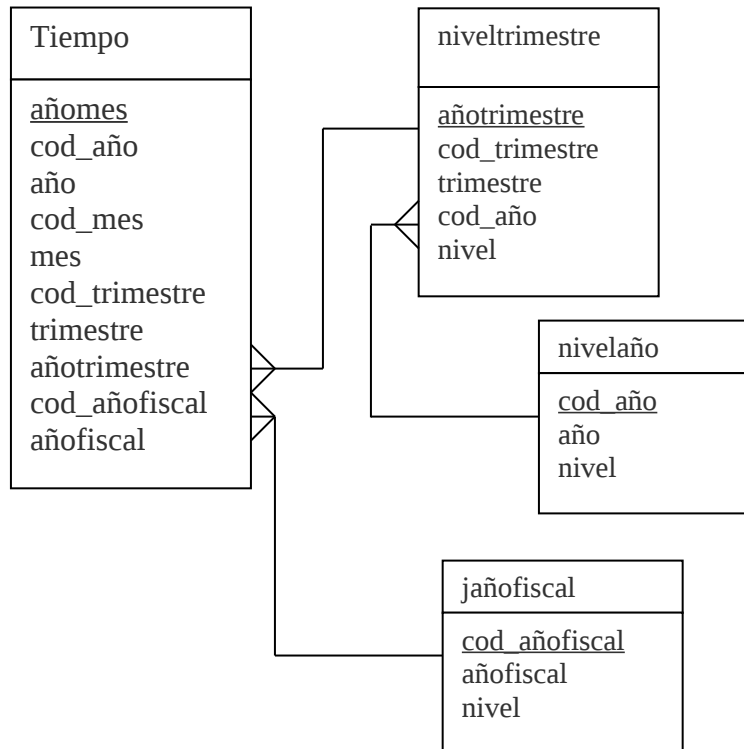 Tiempo
añomes
cod_año
año
cod_mes
mes
cod_trimestre
trimestre
añotrimestre
cod_añofiscal
añofiscal
niveltrimestre
añotrimestre
cod_trimestre
trimestre
cod_año
nivel
nivelaño
cod_año
año
nivel
jañofiscal
cod_añofiscal
añofiscal
nivel